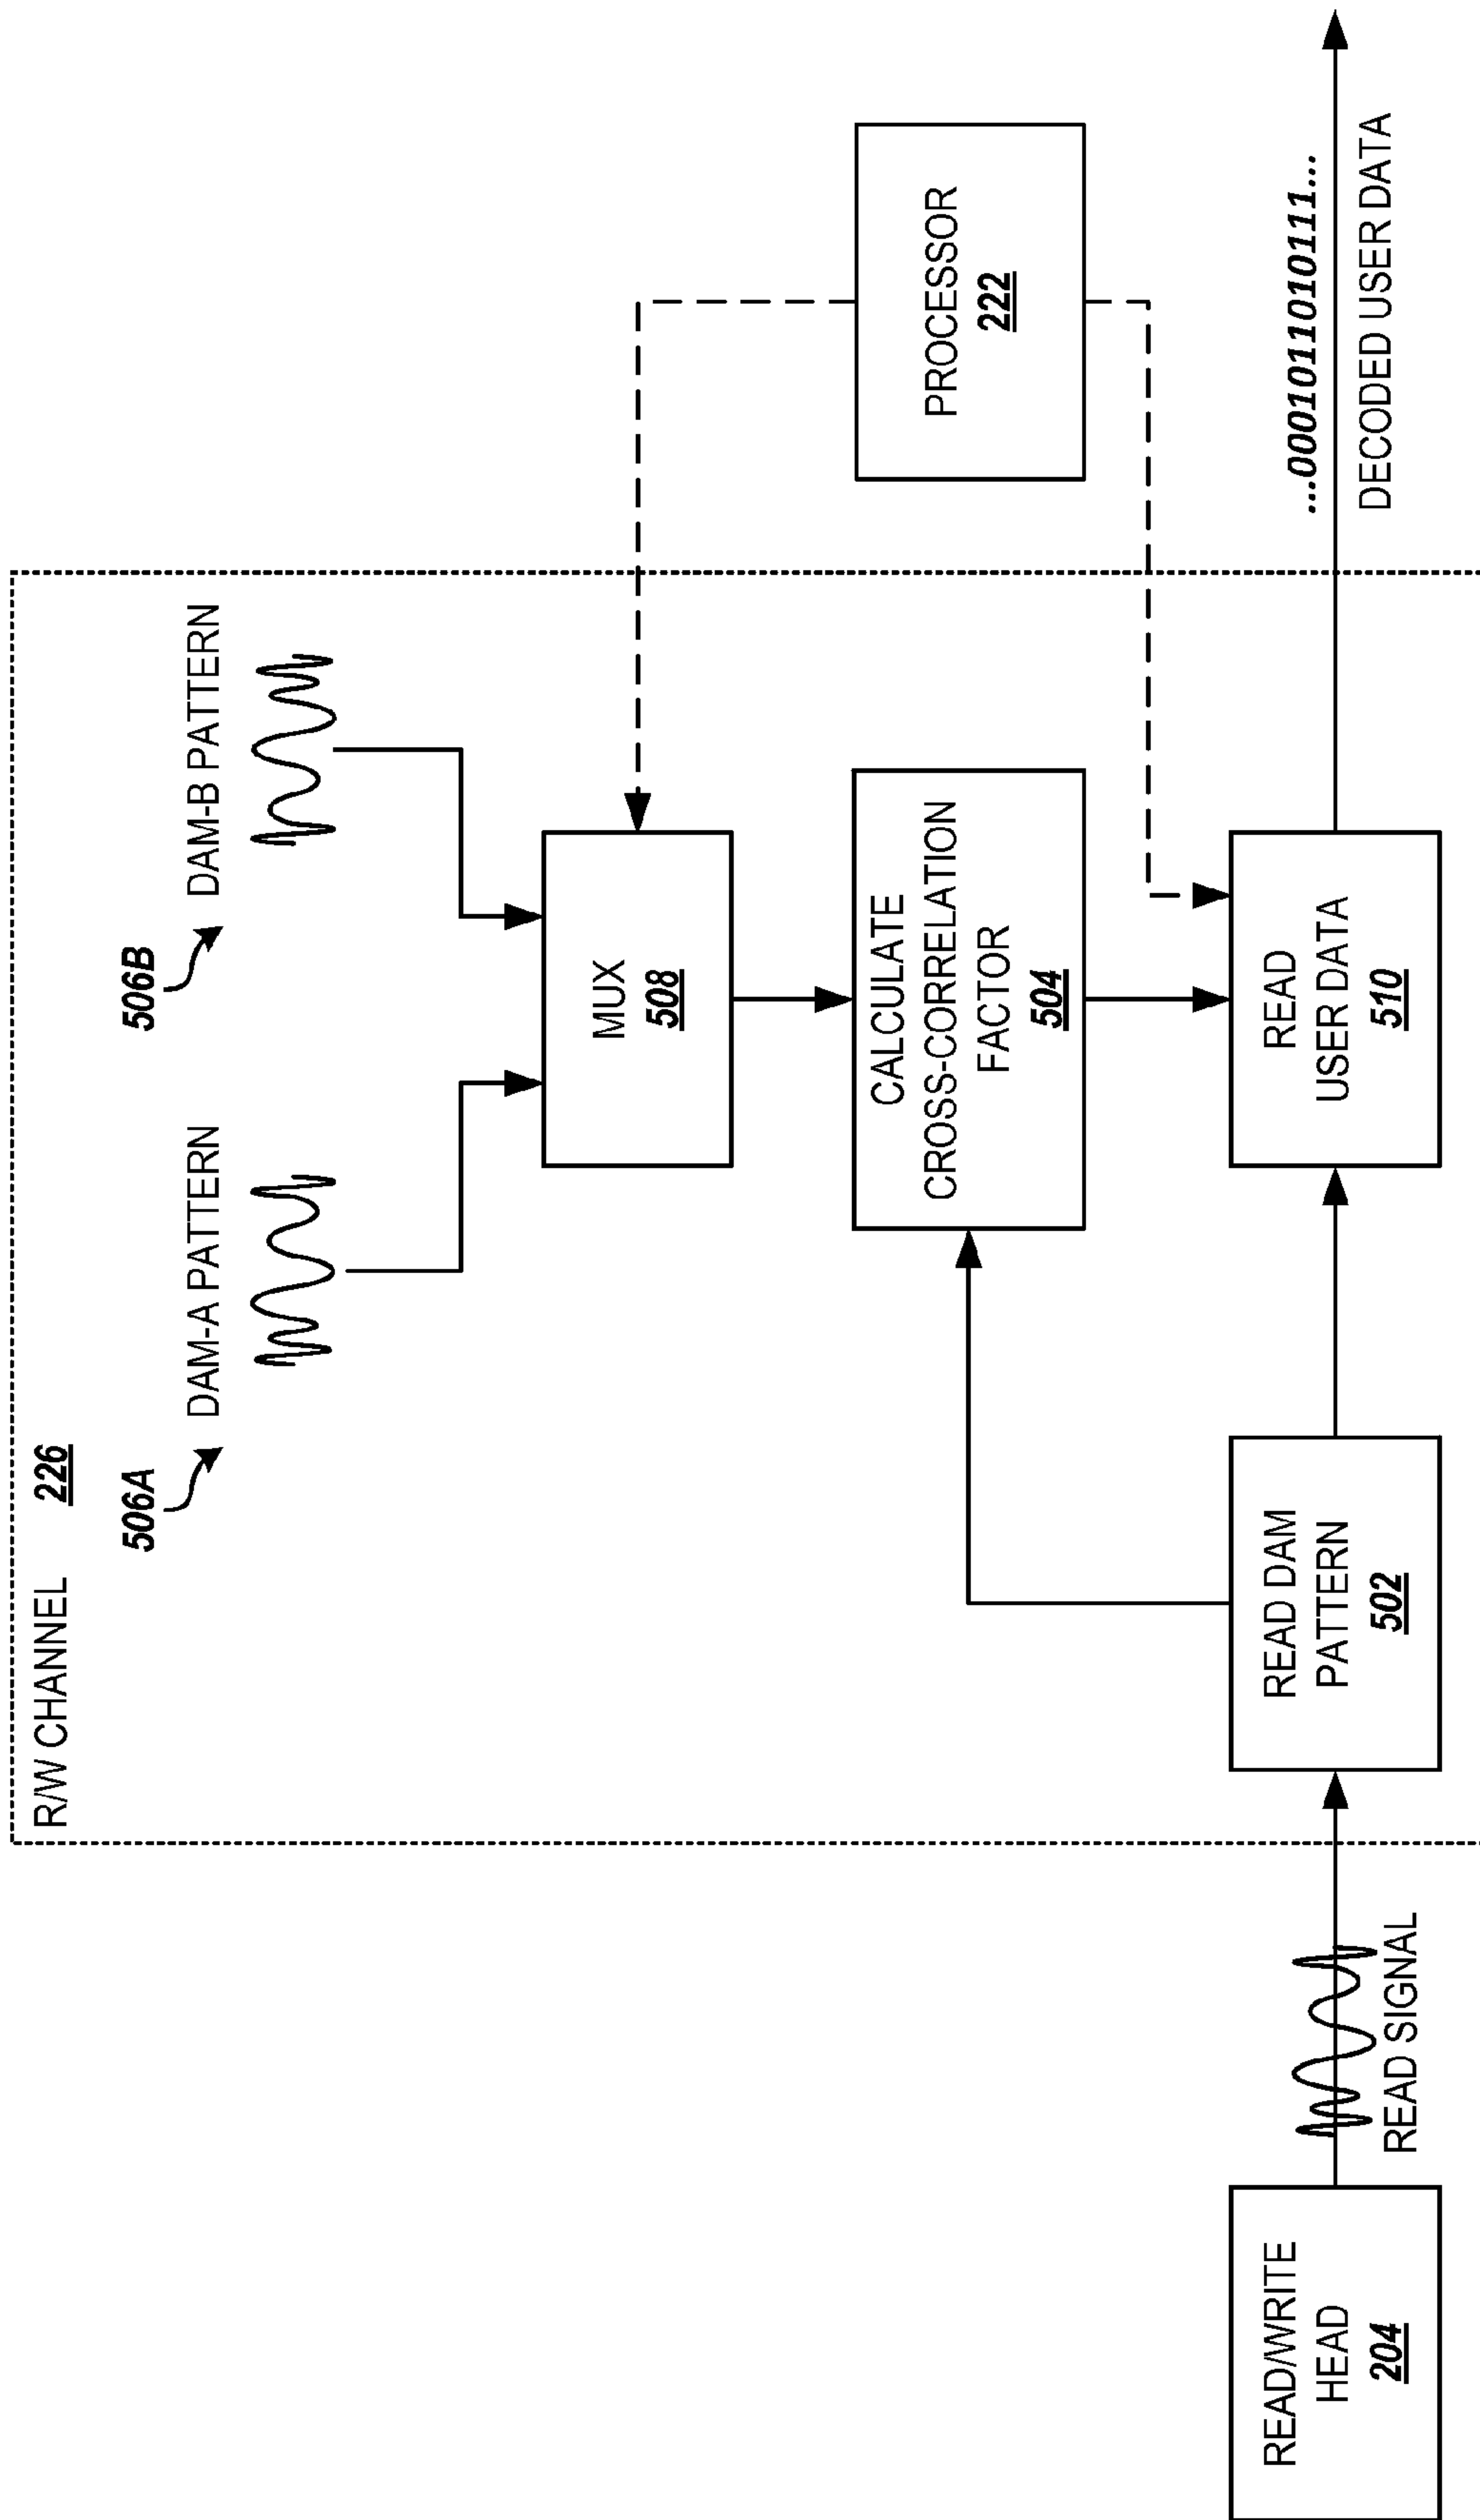 R/W CHANNEL 226
506A
DAM-A PATTERN
506B
DAM-B PATTERN
MUX
508
PROCESSOR
222
CALCULATE
CROSS-CORRELATION
FACTOR
504
READ/WRITE
HEAD
204
READ SIGNAL
READ DAM
PATTERN
502
READ
USER DATA
510
...000101101010111...
DECODED USER DATA